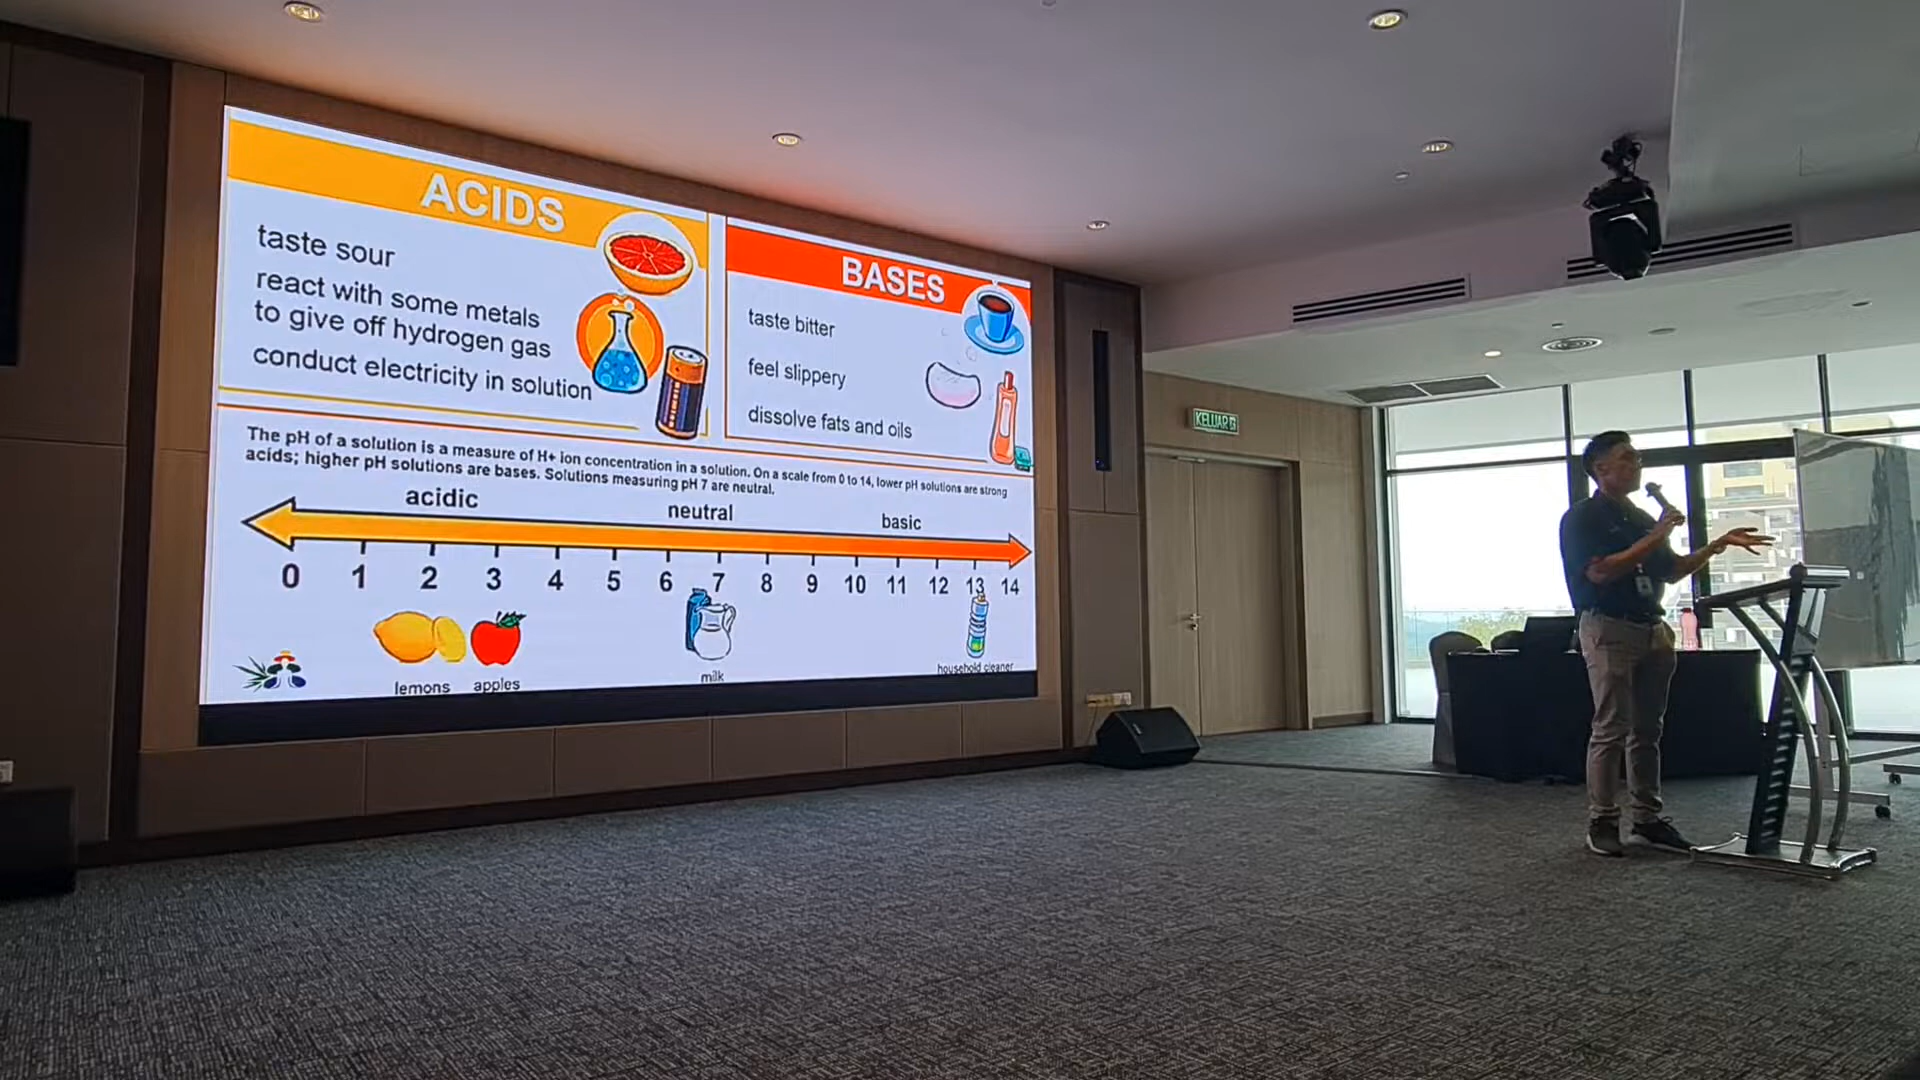 ACIDS
taste sour
react with some metals
to give off hydrogen gas
conduct electricity in solution
BASES
taste bitter
feel slippery
dissolve fats and oils
The pH of a solution is a measure of H+ ion concentration in a solution. On a scale from 0 to 14, lower pH solutions are strong
acids; higher pH solutions are bases. Solutions measuring pH 7 are neutral.
acidic neutral basic
0 1 2 3 4 5 6 7 8 9 10 11 12 13 14
lemons apples milk household cleaner
KELUAR